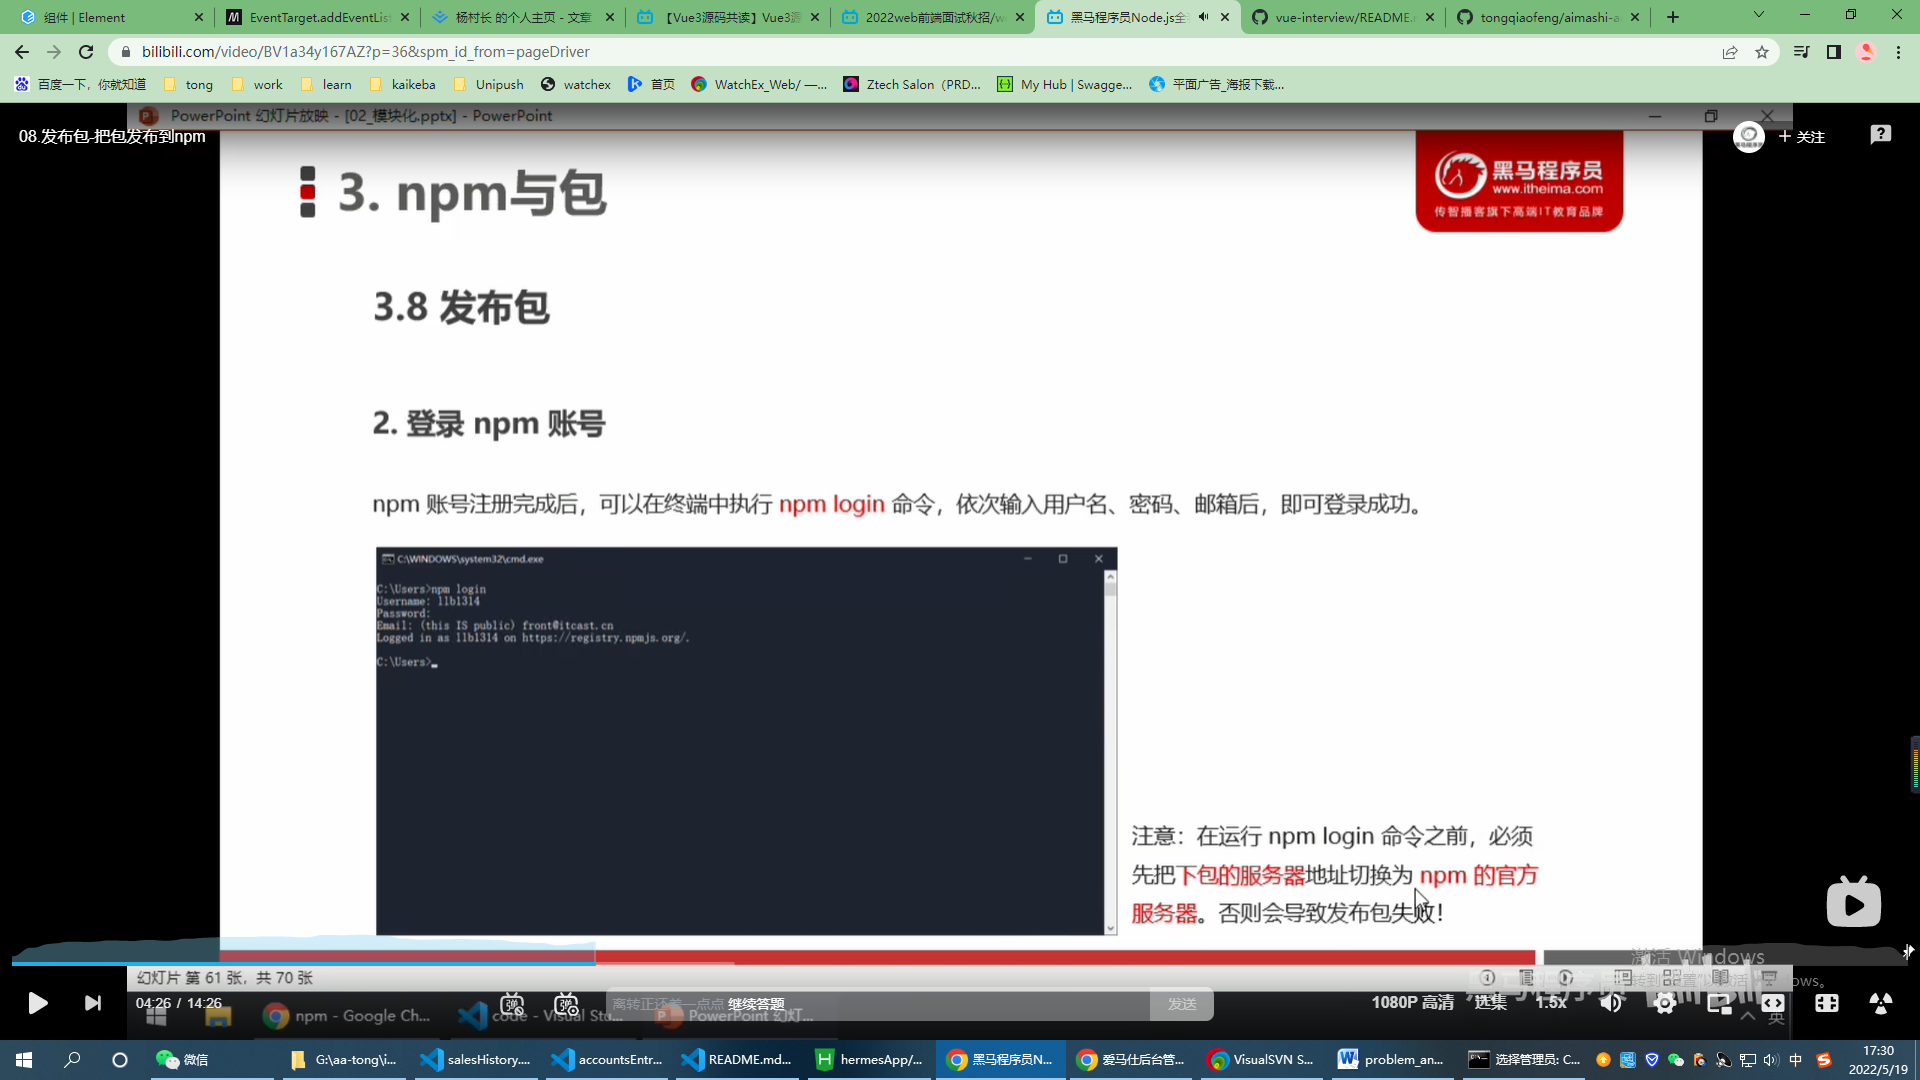 组件 | Element
EventTarget.addEventLis
杨村长 的个人主页 - 文章
【Vue3源码共读】Vue3源
2022web前端面试秋招/w
黑马程序员Node.js全
vue-interview/README.
tongqiaofeng/aimashi-a
bilibili.com/video/BV1a34y167AZ?p=36&spm_id_from=pageDriver
百度一下，你就知道
tong
work
learn
kaikeba
Unipush
watchex
首页
WatchEx_Web/ —...
Ztech Salon（PRD...
My Hub | Swagge...
平面广告_海报下载...
PowerPoint 幻灯片放映 - [02_模块化.pptx] - PowerPoint
08.发布包-把包发布到npm
+ 关注
3. npm与包
黑马程序员
www.itheima.com
传智播客旗下高端IT教育品牌
3.8 发布包
2. 登录 npm 账号
npm 账号注册完成后，可以在终端中执行 npm login 命令，依次输入用户名、密码、邮箱后，即可登录成功。
C:\WINDOWS\system32\cmd.exe
C:\Users>npm login
Username: llb1314
Password:
Email: (this IS public) front@itcast.cn
Logged in as llb1314 on https://registry.npmjs.org/.
C:\Users>
注意：在运行 npm login 命令之前，必须
先把下包的服务器地址切换为 npm 的官方
服务器。否则会导致发布包失败！
激活 Windows
幻灯片 第 61 张，共 70 张
04:26 / 14:26
离转正还差一点点 继续答题
发送
1080P 高清
选集
1.5x
npm - Google Ch...
code - Visual Stu...
PowerPoint 幻灯...
英
微信
G:\aa-tong\i...
salesHistory....
accountsEntr...
README.md...
hermesApp/...
黑马程序员N...
爱马仕后台管...
VisualSVN S...
problem_an...
选择管理员: C...
中
17:30
2022/5/19